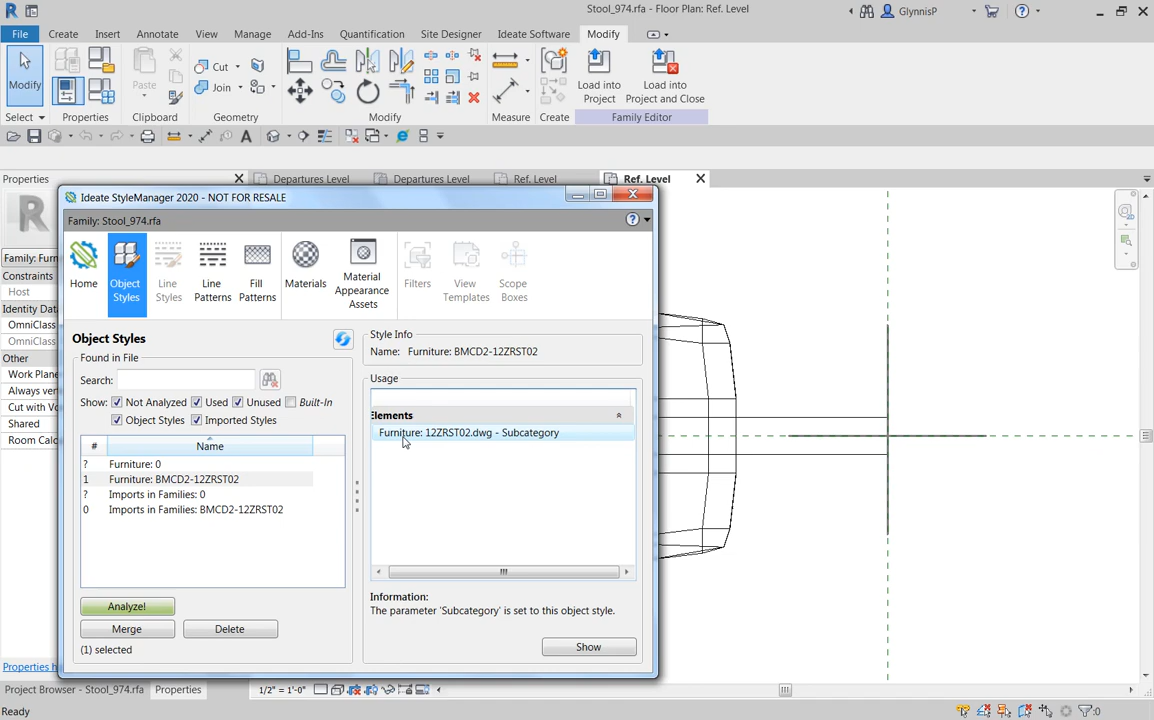 Stool_974.rfa - Floor Plan: Ref. Level
GlynnisP
File Create Insert Annotate View Manage Add-Ins Quantification Site Designer Ideate Software Modify
Modify
Paste
Cut
Join
Load into Project
Load into Project and Close
Select Properties Clipboard Geometry Modify Measure Create Family Editor
Properties
Departures Level
Departures Level
Ref. Level
Ref. Level
Family: Furn
Constraints
Host
Identity Dat
OmniClass
OmniClass
Other
Work Plane
Always vert
Cut with Vo
Shared
Room Calc
Properties h
Ideate StyleManager 2020 - NOT FOR RESALE
Family: Stool_974.rfa
Home
Object Styles
Line Styles
Line Patterns
Fill Patterns
Materials
Material Appearance Assets
Filters
View Templates
Scope Boxes
Object Styles
Found in File
Search:
Show: Not Analyzed Used Unused Built-In
Object Styles Imported Styles
# Name
? Furniture: 0
1 Furniture: BMCD2-12ZRST02
? Imports in Families: 0
0 Imports in Families: BMCD2-12ZRST02
Analyze!
Merge
Delete
(1) selected
Style Info
Name: Furniture: BMCD2-12ZRST02
Usage
Elements
Furniture: 12ZRST02.dwg - Subcategory
Information:
The parameter 'Subcategory' is set to this object style.
Show
Project Browser - Stool_974.rfa
Properties
1/2" = 1'-0"
Ready
:0